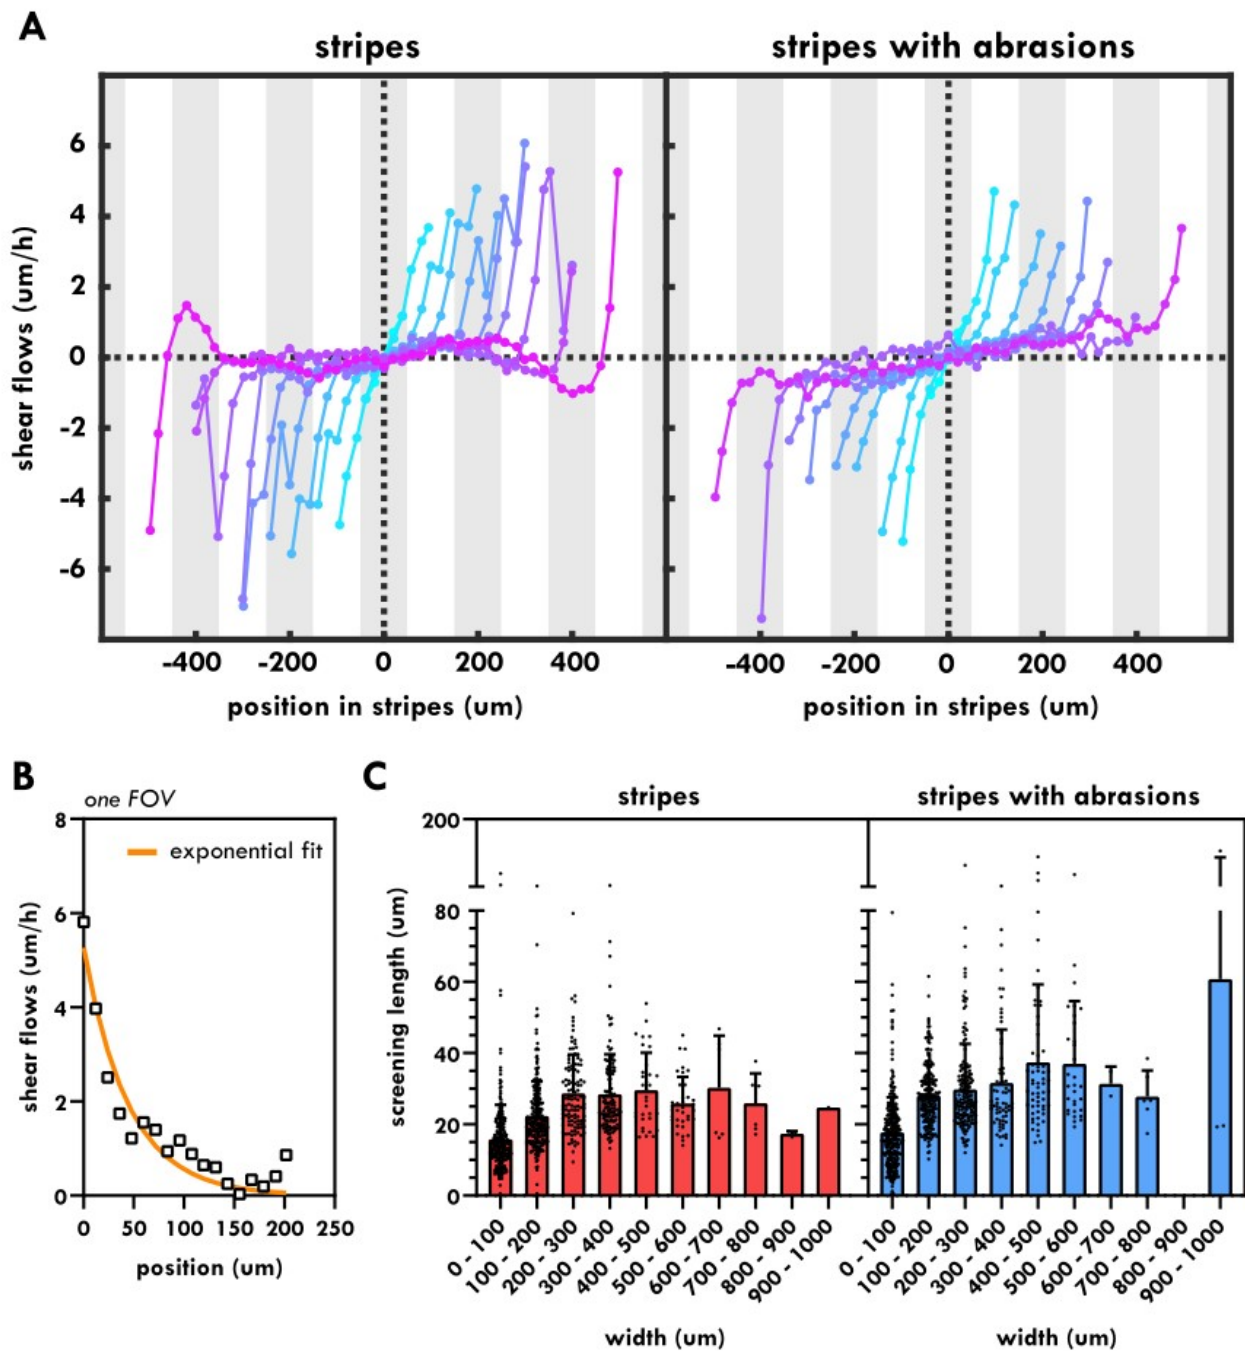 A
stripes
stripes with abrasions
shear flows (um/h)
6
4
2
0
-2
-4
-6
-400
-200
0
200
400
-400
-200
0
200
400
position in stripes (um)
position in stripes (um)
B
one FOV
exponential fit
shear flows (um/h)
8
6
4
2
0
0
50
100
150
200
250
position (um)
C
stripes
stripes with abrasions
screening length (um)
200
80
60
40
20
0
0 - 100
100 - 200
200 - 300
300 - 400
400 - 500
500 - 600
600 - 700
700 - 800
800 - 900
900 - 1000
0 - 100
100 - 200
200 - 300
300 - 400
400 - 500
500 - 600
600 - 700
700 - 800
800 - 900
900 - 1000
width (um)
width (um)